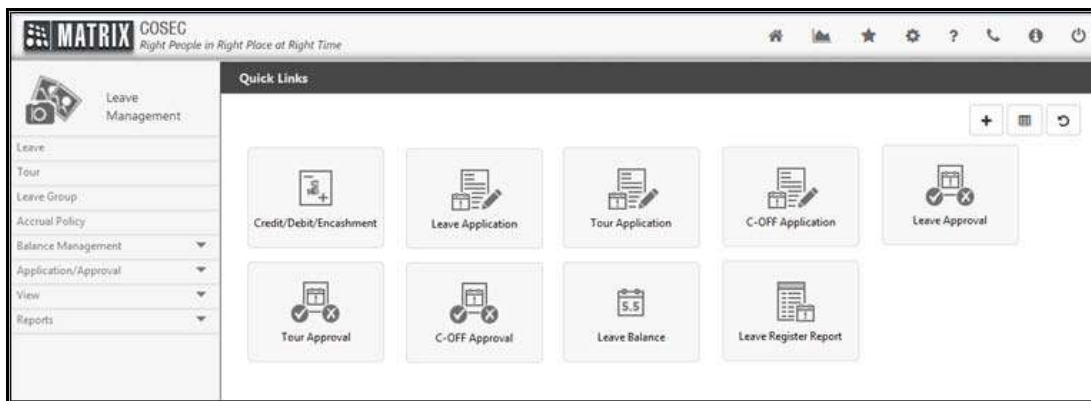 MATRIX COSEC
Right People in Right Place at Right Time
?
Leave
Management
Leave
Tour
Leave Group
Accrual Policy
Balance Management
Application/Approval
View
Reports
Quick Links
+
Credit/Debit/Encashment
Leave Application
Tour Application
C-OFF Application
Leave Approval
Tour Approval
C-OFF Approval
5.5
Leave Balance
Leave Register Report